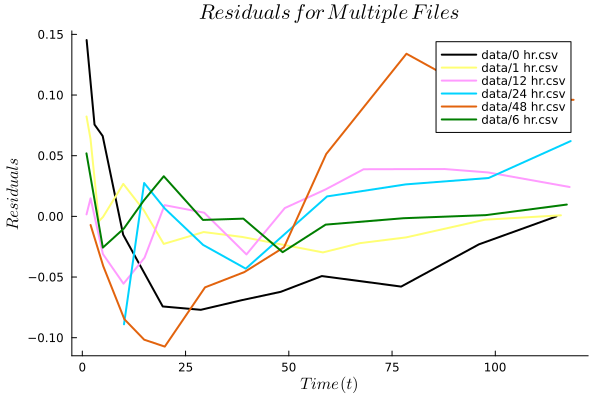 Residuals for Multiple Files
0.15
0.10
0.05
0.00
−0.05
−0.10
Residuals
data/0 hr.csv
data/1 hr.csv
data/12 hr.csv
data/24 hr.csv
data/48 hr.csv
data/6 hr.csv
0 25 50 75 100
Time (t)